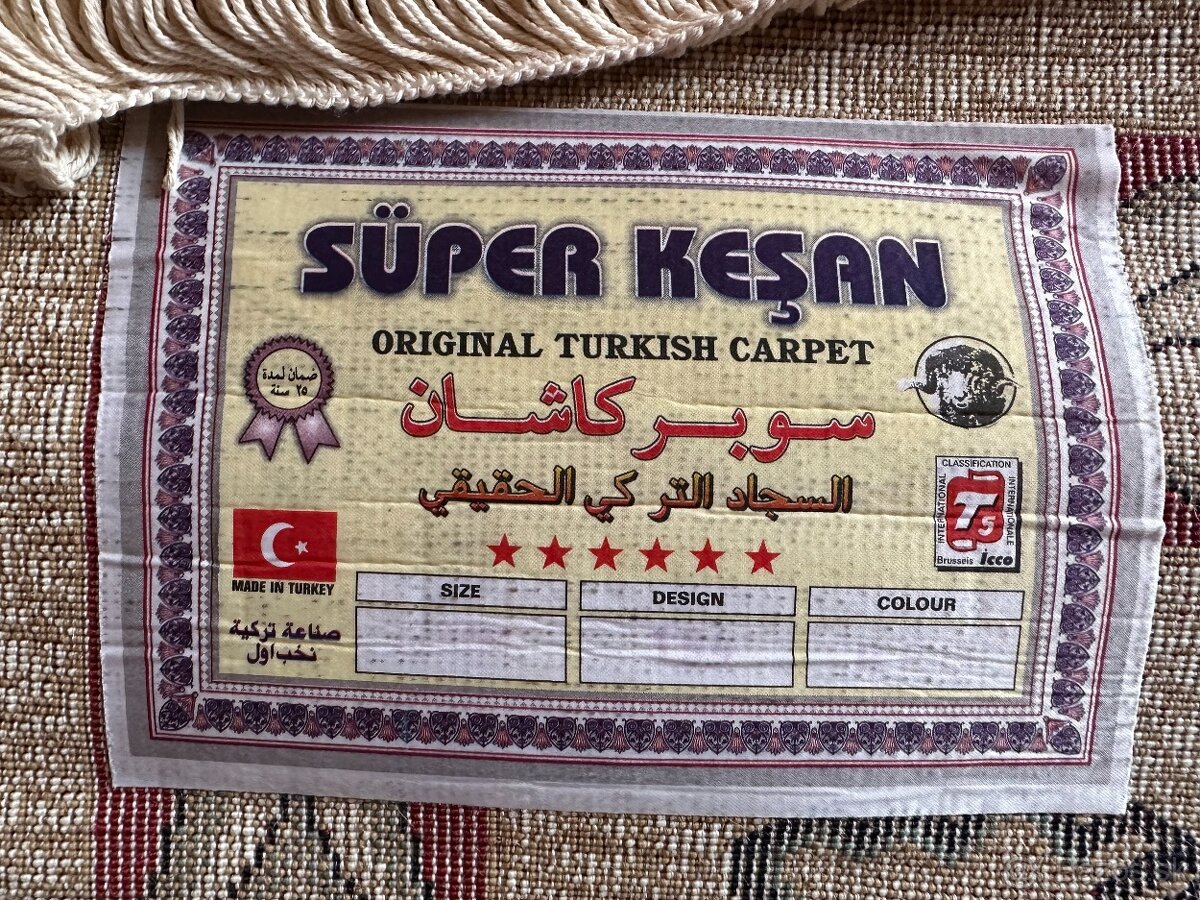 SÜPER KEŞAN
ORIGINAL TURKISH CARPET
ضمان لمدة
٢٥ سنة
سوبر كاشان
السجاد التركي الحقيقي
CLASSIFICATION
INTERNATIONAL
INTERNATIONALE
T5
Brussels icco
MADE IN TURKEY
صناعة تركية
نخب اول
SIZE
DESIGN
COLOUR